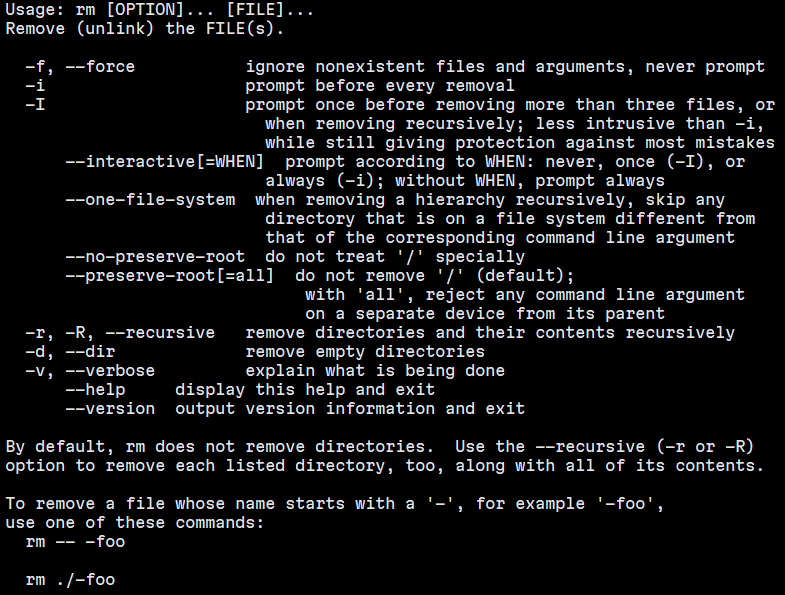 Usage: rm [OPTION]... [FILE]...
Remove (unlink) the FILE(s).

  -f, --force           ignore nonexistent files and arguments, never prompt
  -i                    prompt before every removal
  -I                    prompt once before removing more than three files, or
                          when removing recursively; less intrusive than -i,
                          while still giving protection against most mistakes
      --interactive[=WHEN]  prompt according to WHEN: never, once (-I), or
                          always (-i); without WHEN, prompt always
      --one-file-system  when removing a hierarchy recursively, skip any
                          directory that is on a file system different from
                          that of the corresponding command line argument
      --no-preserve-root  do not treat '/' specially
      --preserve-root[=all]  do not remove '/' (default);
                              with 'all', reject any command line argument
                              on a separate device from its parent
  -r, -R, --recursive   remove directories and their contents recursively
  -d, --dir             remove empty directories
  -v, --verbose         explain what is being done
      --help     display this help and exit
      --version  output version information and exit

By default, rm does not remove directories.  Use the --recursive (-r or -R)
option to remove each listed directory, too, along with all of its contents.

To remove a file whose name starts with a '-', for example '-foo',
use one of these commands:
  rm -- -foo

  rm ./-foo